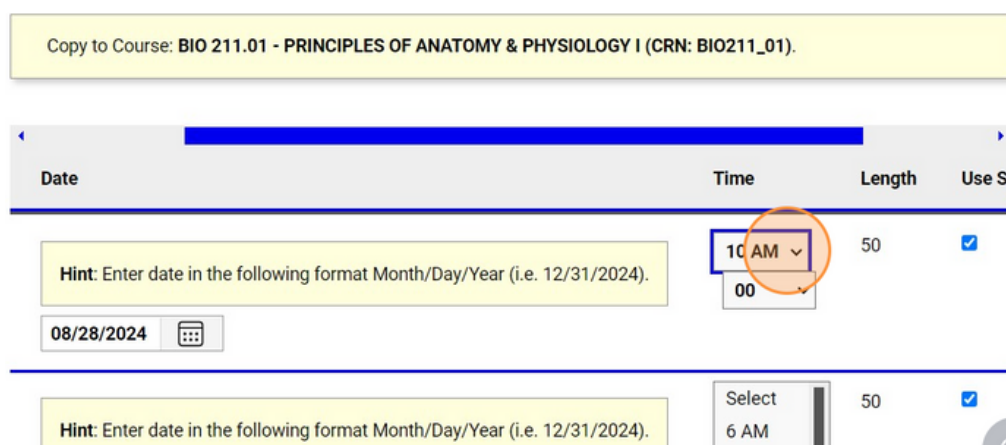 Copy to Course: BIO 211.01 - PRINCIPLES OF ANATOMY & PHYSIOLOGY I (CRN: BIO211_01).
Date Time Length Use S
Hint: Enter date in the following format Month/Day/Year (i.e. 12/31/2024).
10 AM 50
00
08/28/2024
Hint: Enter date in the following format Month/Day/Year (i.e. 12/31/2024).
Select 50
6 AM